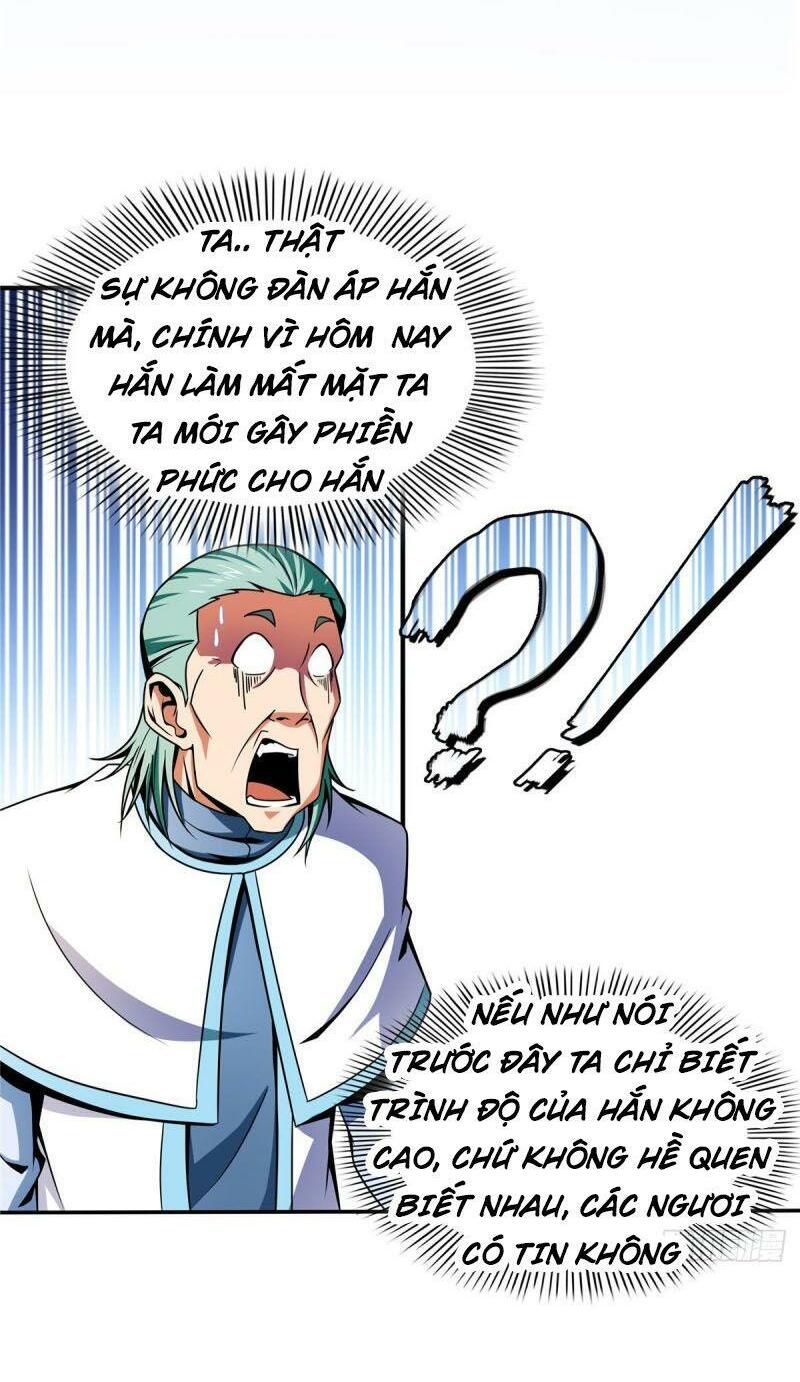 TA.. THẬT
SỰ KHÔNG ĐÀN ÁP HẮN
MÀ, CHÍNH VÌ HÔM NAY
HẮN LÀM MẤT MẶT TA
TA MỚI GÂY PHIỀN
PHỨC CHO HẮN
?!
NẾU NHƯ NÓI
TRƯỚC ĐÂY TA CHỈ BIẾT
TRÌNH ĐỘ CỦA HẮN KHÔNG
CAO, CHỨ KHÔNG HỀ QUEN
BIẾT NHAU, CÁC NGƯƠI
CÓ TIN KHÔNG